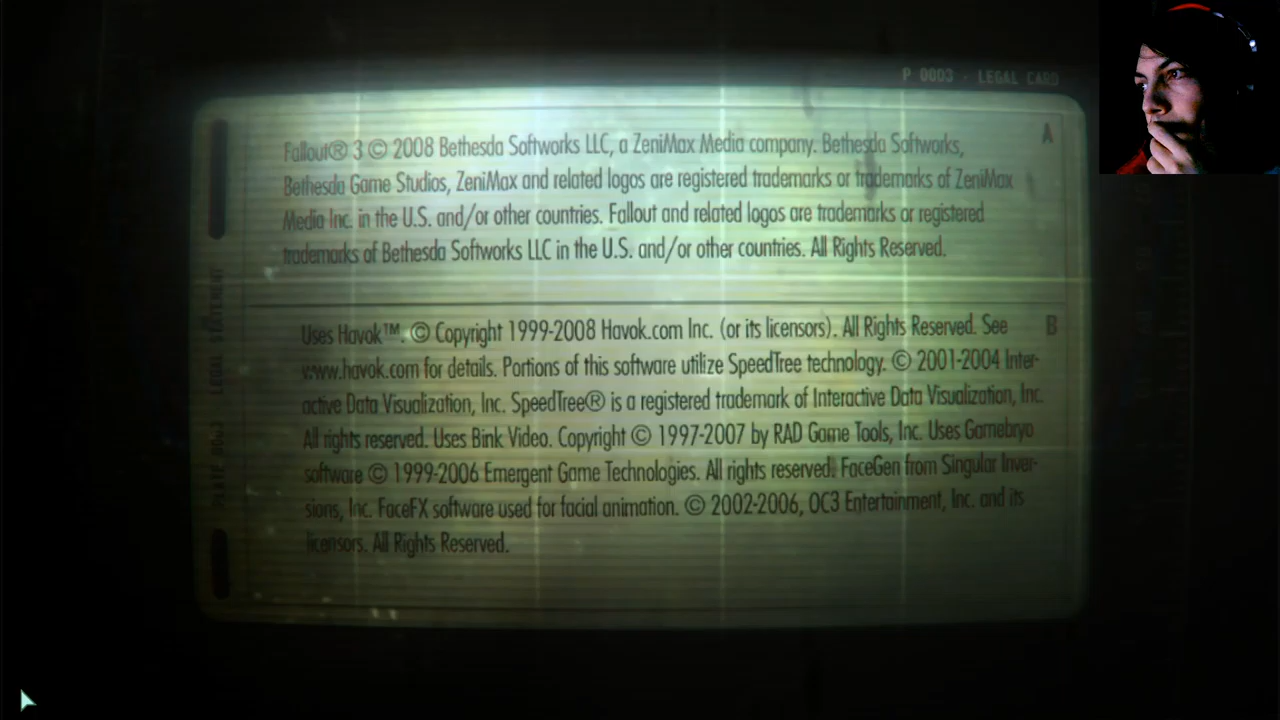 P 0003 - LEGAL CARD
A
Fallout® 3 © 2008 Bethesda Softworks LLC, a ZeniMax Media company. Bethesda Softworks,
Bethesda Game Studios, ZeniMax and related logos are registered trademarks or trademarks of ZeniMax
Media Inc. in the U.S. and/or other countries. Fallout and related logos are trademarks or registered
trademarks of Bethesda Softworks LLC in the U.S. and/or other countries. All Rights Reserved.
B
Uses Havok™. © Copyright 1999-2008 Havok.com Inc. (or its licensors). All Rights Reserved. See
www.havok.com for details. Portions of this software utilize SpeedTree technology. © 2001-2004 Inter-
active Data Visualization, Inc. SpeedTree® is a registered trademark of Interactive Data Visualization, Inc.
All rights reserved. Uses Bink Video. Copyright © 1997-2007 by RAD Game Tools, Inc. Uses Gamebryo
software © 1999-2006 Emergent Game Technologies. All rights reserved. FaceGen from Singular Inver-
sions, Inc. FaceFX software used for facial animation. © 2002-2006, OC3 Entertainment, Inc. and its
licensors. All Rights Reserved.
PLATE 0003 LEGAL STATEMENT